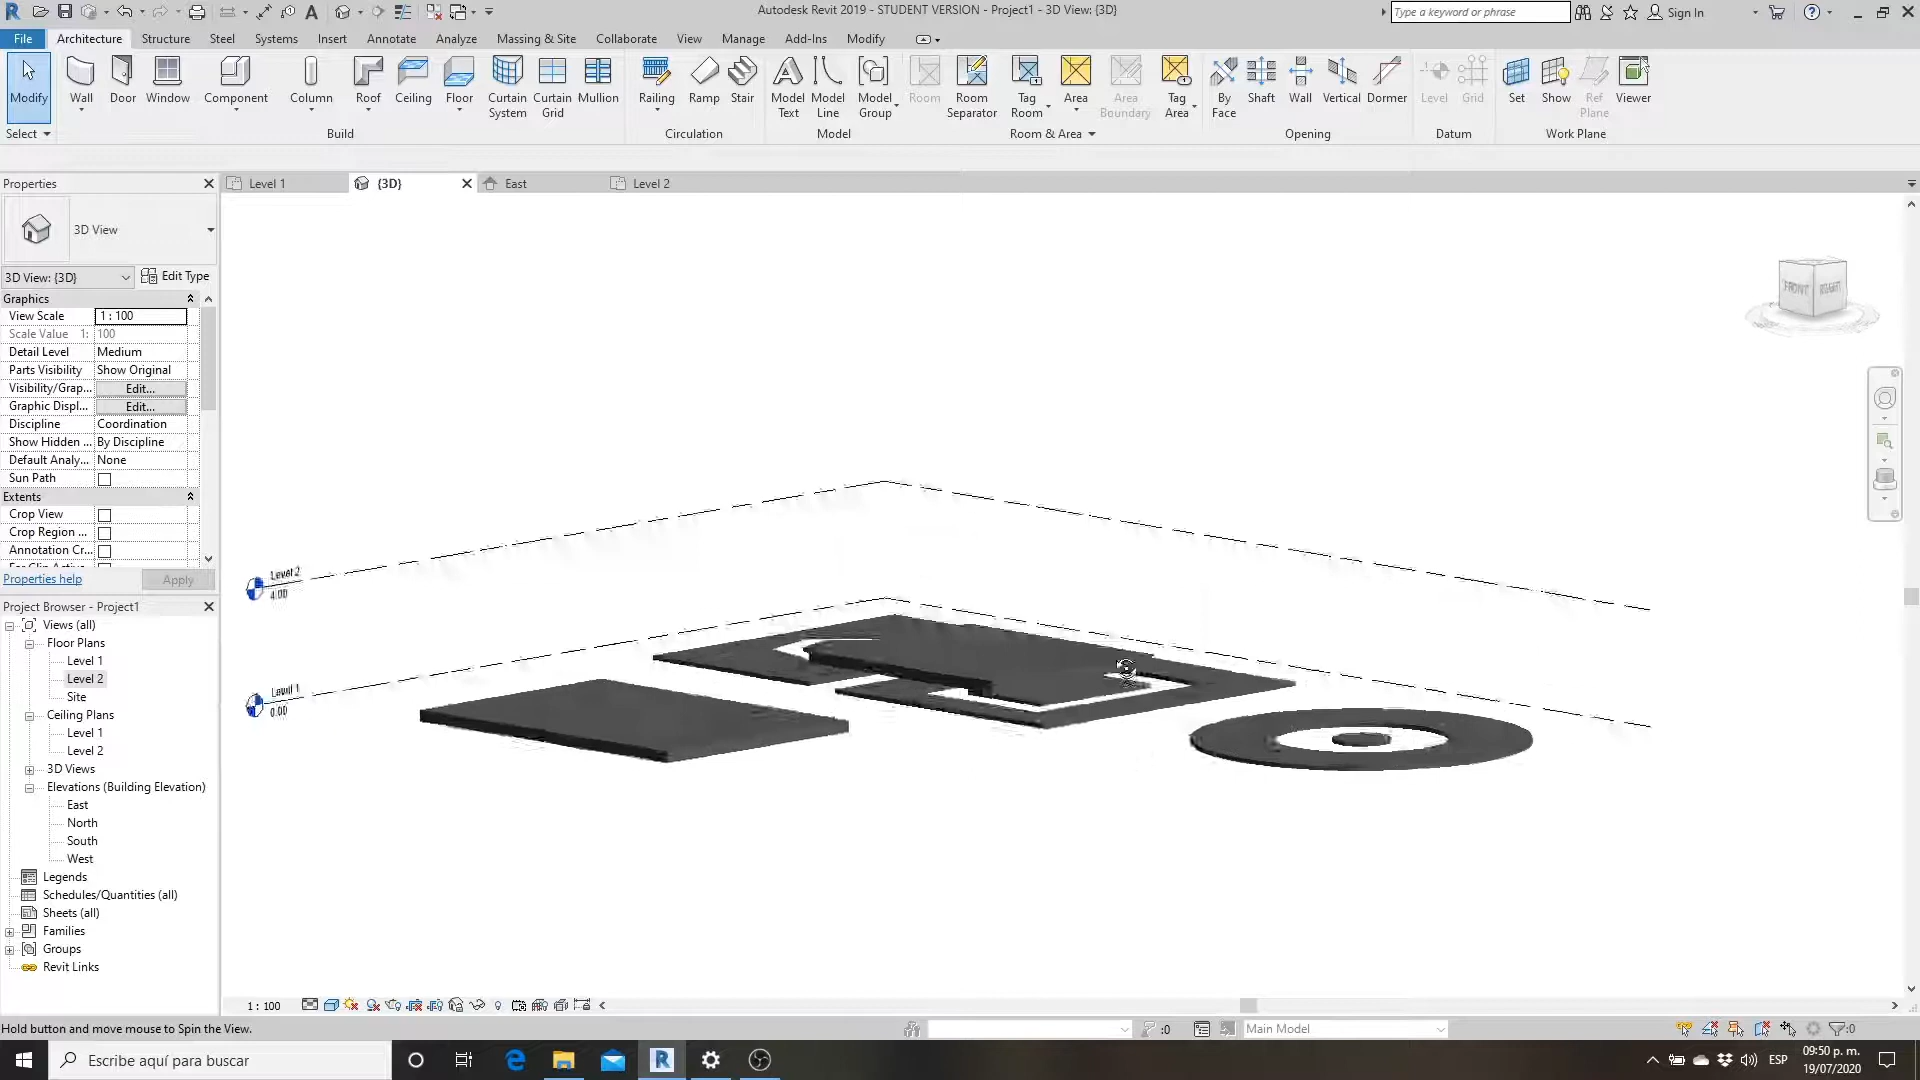 Autodesk Revit 2019 - STUDENT VERSION - Project1 - 3D View: {3D}
Type a keyword or phrase
Sign In
File Architecture Structure Steel Systems Insert Annotate Analyze Massing & Site Collaborate View Manage Add-Ins Modify
Modify Wall Door Window Component Column Roof Ceiling Floor Curtain System Curtain Grid Mullion Railing Ramp Stair Model Text Model Line Model Group Room Room Separator Tag Room Area Area Boundary Tag Area By Face Shaft Wall Vertical Dormer Level Grid Set Show Ref Plane Viewer
Select Build Circulation Model Room & Area Opening Datum Work Plane
Properties
Level 1 {3D} East Level 2
3D View
3D View: {3D} Edit Type
Graphics
View Scale 1 : 100
Scale Value 1: 100
Detail Level Medium
Parts Visibility Show Original
Visibility/Grap... Edit...
Graphic Displ... Edit...
Discipline Coordination
Show Hidden ... By Discipline
Default Analy... None
Sun Path
Extents
Crop View
Crop Region ...
Annotation Cr...
Properties help Apply
Project Browser - Project1
Views (all)
Floor Plans
Level 1
Level 2
Site
Ceiling Plans
Level 1
Level 2
3D Views
Elevations (Building Elevation)
East
North
South
West
Legends
Schedules/Quantities (all)
Sheets (all)
Families
Groups
Revit Links
Level 2
4.00
Level 1
0.00
FRONT RIGHT
1 : 100
Hold button and move mouse to Spin the View.
:0
Main Model
:0
Escribe aquí para buscar
ESP
09:50 p. m.
19/07/2020